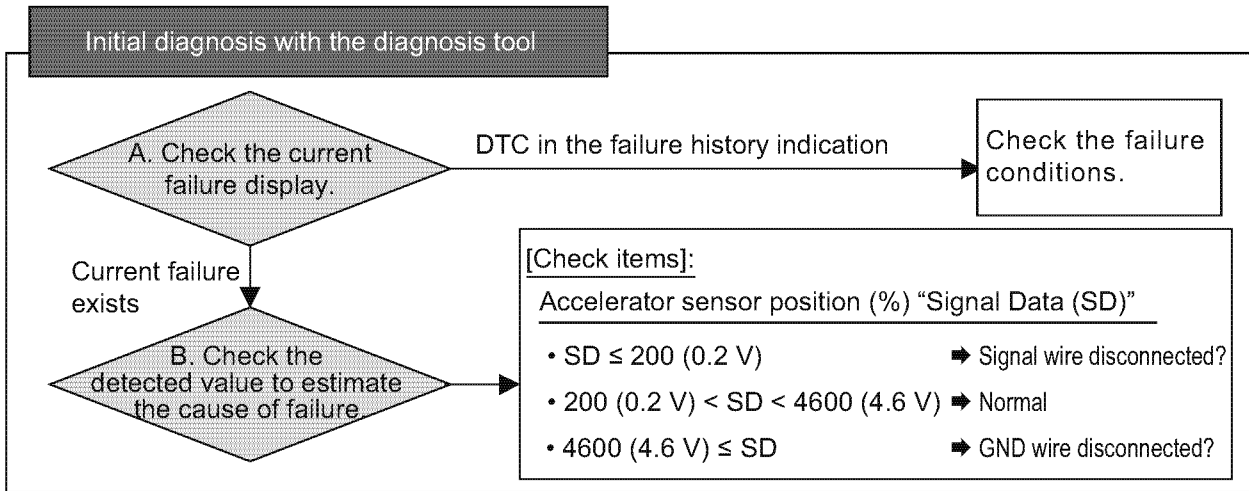 Initial diagnosis with the diagnosis tool
A. Check the current
failure display.
DTC in the failure history indication
Check the failure
conditions.
Current failure
exists
B. Check the
detected value to estimate
the cause of failure.
[Check items]:
Accelerator sensor position (%) “Signal Data (SD)”
• SD ≤ 200 (0.2 V) ➡ Signal wire disconnected?
• 200 (0.2 V) < SD < 4600 (4.6 V) ➡ Normal
• 4600 (4.6 V) ≤ SD ➡ GND wire disconnected?